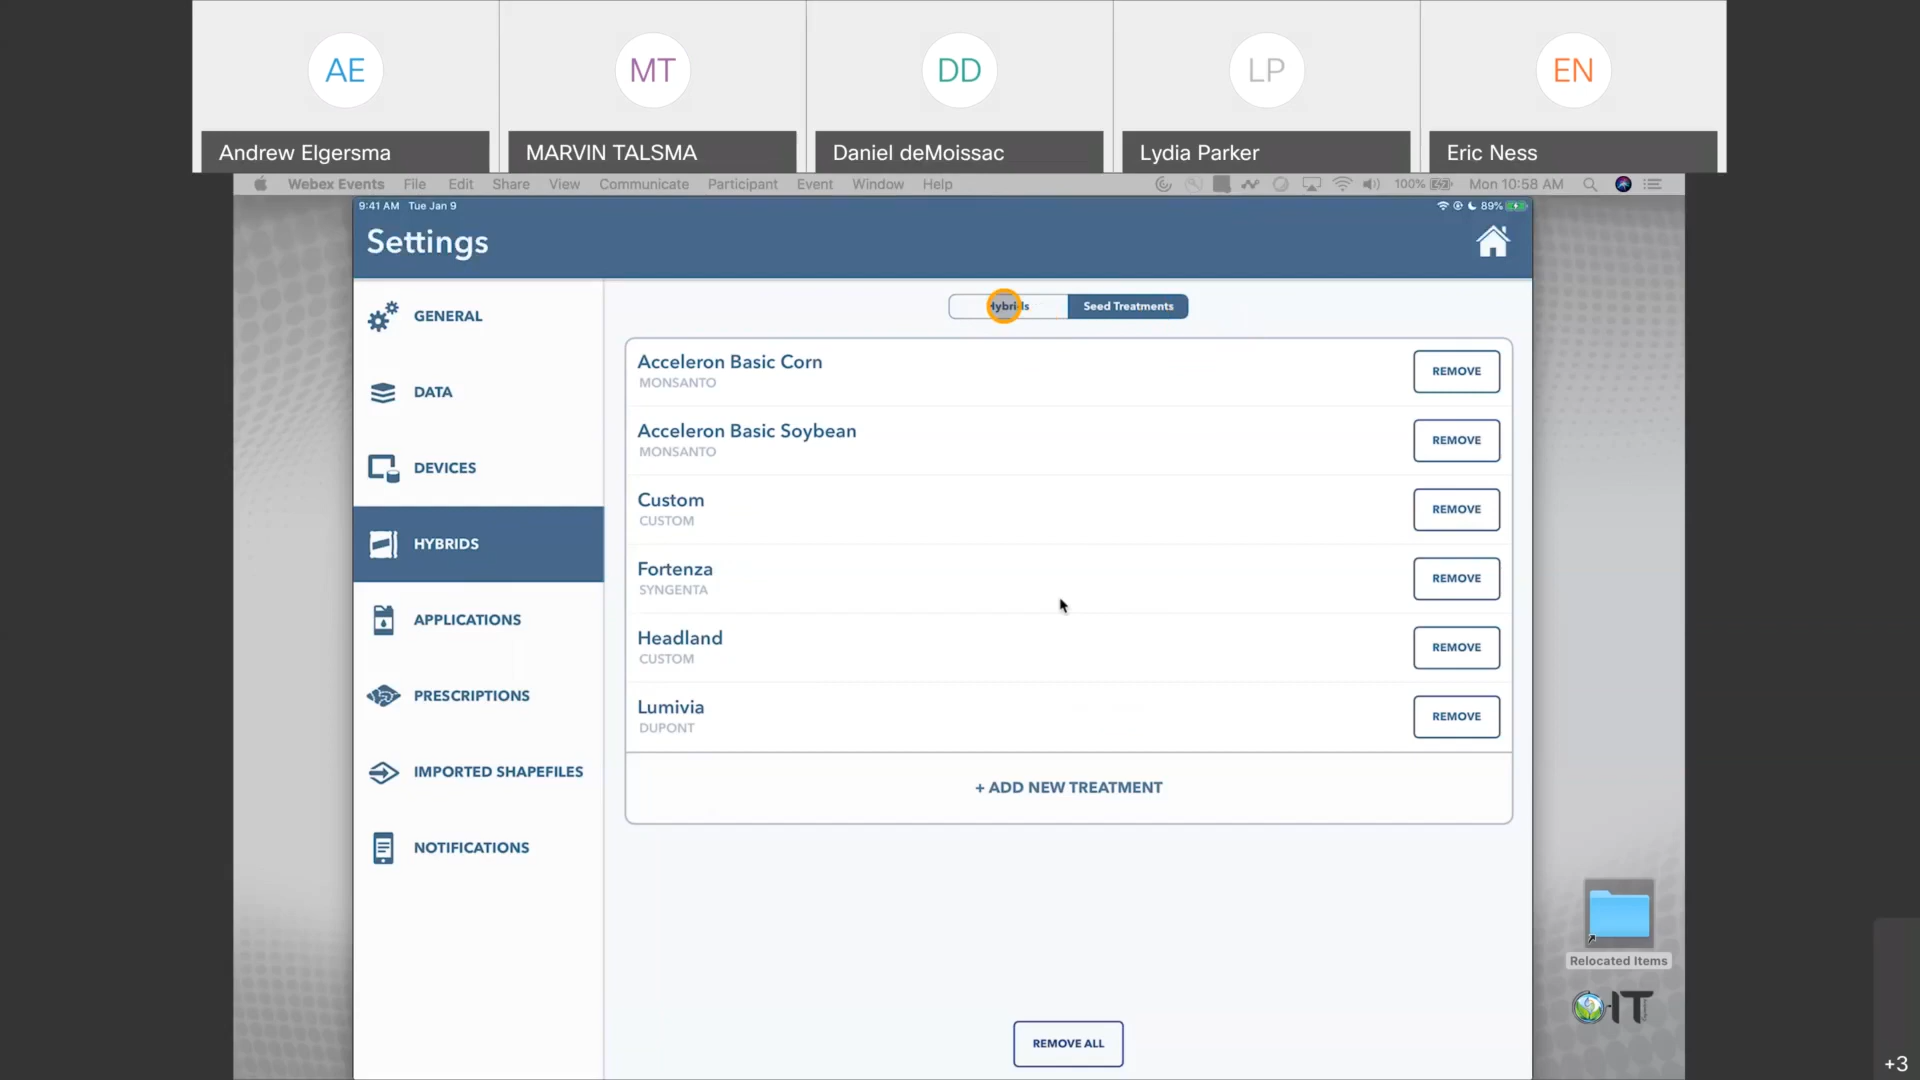 AE
MT
DD
LP
EN
Andrew Elgersma
MARVIN TALSMA
Daniel deMoissac
Lydia Parker
Eric Ness
Webex Events File Edit Share View Communicate Participant Event Window Help 100% Mon 10:58 AM
9:41 AM Tue Jan 9 89%
Settings
GENERAL
DATA
DEVICES
HYBRIDS
APPLICATIONS
PRESCRIPTIONS
IMPORTED SHAPEFILES
NOTIFICATIONS
Hybrids Seed Treatments
Acceleron Basic Corn
MONSANTO
REMOVE
Acceleron Basic Soybean
MONSANTO
REMOVE
Custom
CUSTOM
REMOVE
Fortenza
SYNGENTA
REMOVE
Headland
CUSTOM
REMOVE
Lumivia
DUPONT
REMOVE
+ ADD NEW TREATMENT
REMOVE ALL
Relocated Items
IT
+3